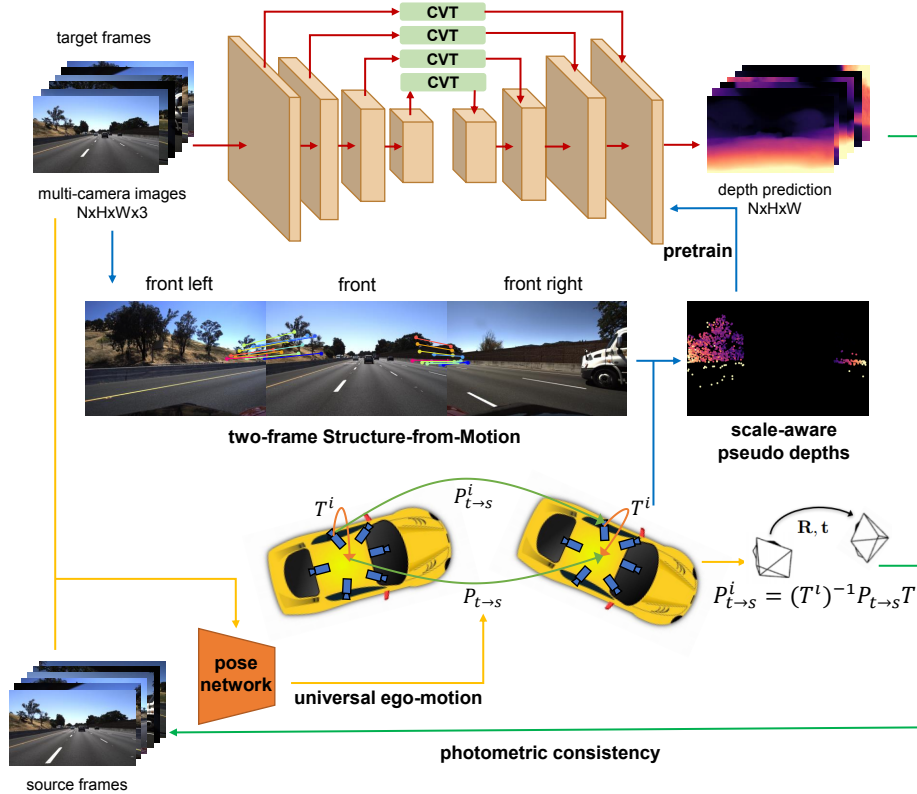 CVT
CVT
CVT
CVT
target frames
multi-camera images
NxHxWx3
depth prediction
NxHxW
pretrain
front left
front
front right
two-frame Structure-from-Motion
scale-aware
pseudo depths
T^i
P^i_{t→s}
T^i
P_{t→s}
R, t
P^i_{t→s} = (T^i)^{-1}P_{t→s}T
pose
network
universal ego-motion
photometric consistency
source frames